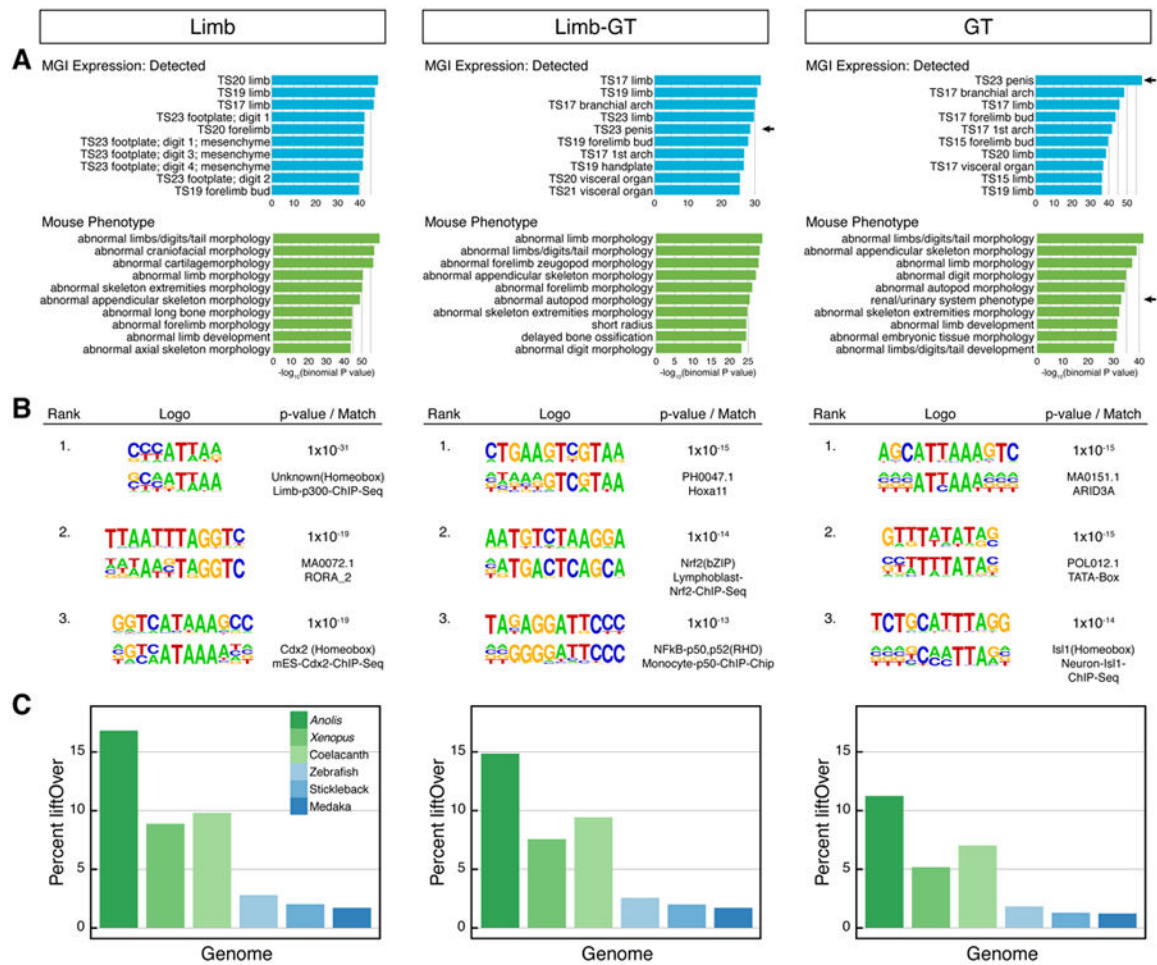 Limb
Limb-GT
GT
A
MGI Expression: Detected
TS20 limb
TS19 limb
TS17 limb
TS23 footplate; digit 1
TS20 forelimb
TS23 footplate; digit 1; mesenchyme
TS23 footplate; digit 3; mesenchyme
TS23 footplate; digit 4; mesenchyme
TS23 footplate; digit 2
TS19 forelimb bud
0 10 20 30 40
Mouse Phenotype
abnormal limbs/digits/tail morphology
abnormal craniofacial morphology
abnormal cartilagemorphology
abnormal limb morphology
abnormal skeleton extremities morphology
abnormal appendicular skeleton morphology
abnormal long bone morphology
abnormal forelimb morphology
abnormal limb development
abnormal axial skeleton morphology
0 10 20 30 40 50
-log10(binomial P value)
MGI Expression: Detected
TS17 limb
TS19 limb
TS17 branchial arch
TS23 limb
TS23 penis
TS19 forelimb bud
TS17 1st arch
TS19 handplate
TS20 visceral organ
TS21 visceral organ
0 10 20 30
Mouse Phenotype
abnormal limb morphology
abnormal limbs/digits/tail morphology
abnormal forelimb zeugopod morphology
abnormal appendicular skeleton morphology
abnormal forelimb morphology
abnormal autopod morphology
abnormal skeleton extremities morphology
short radius
delayed bone ossification
abnormal digit morphology
0 5 10 15 20 25
-log10(binomial P value)
MGI Expression: Detected
TS23 penis
TS17 branchial arch
TS17 limb
TS17 forelimb bud
TS17 1st arch
TS15 forelimb bud
TS20 limb
TS17 visceral organ
TS15 limb
TS19 limb
0 10 20 30 40 50
Mouse Phenotype
abnormal limbs/digits/tail morphology
abnormal appendicular skeleton morphology
abnormal limb morphology
abnormal digit morphology
abnormal autopod morphology
renal/urinary system phenotype
abnormal skeleton extremities morphology
abnormal limb development
abnormal embryonic tissue morphology
abnormal limbs/digits/tail development
0 10 20 30 40
-log10(binomial P value)
B
Rank Logo p-value / Match
1. 1x10-31
Unknown(Homeobox)
Limb-p300-ChIP-Seq
2. TTAATTTAGGTC 1x10-19
MA0072.1
RORA_2
3. GGTCATAAAGCC 1x10-19
Cdx2 (Homeobox)
mES-Cdx2-ChIP-Seq
Rank Logo p-value / Match
1. CTGAAGTCGTAA 1x10-15
PH0047.1
Hoxa11
2. AATGTCTAAGGA 1x10-14
ATGACTCAGCA
Nrf2(bZIP)
Lymphoblast-
Nrf2-ChIP-Seq
3. TAGAGGATTCCC 1x10-13
NFkB-p50,p52(RHD)
Monocyte-p50-ChIP-Chip
Rank Logo p-value / Match
1. AGCATTAAAGTC 1x10-15
MA0151.1
ARID3A
2. GTTTATATAG 1x10-15
POL012.1
TATA-Box
3. TCTGCATTTAGG 1x10-14
Isl1(Homeobox)
Neuron-Isl1-
ChIP-Seq
C
Percent liftOver
15
10
5
0
Anolis
Xenopus
Coelacanth
Zebrafish
Stickleback
Medaka
Genome
Percent liftOver
15
10
5
0
Genome
Percent liftOver
15
10
5
0
Genome